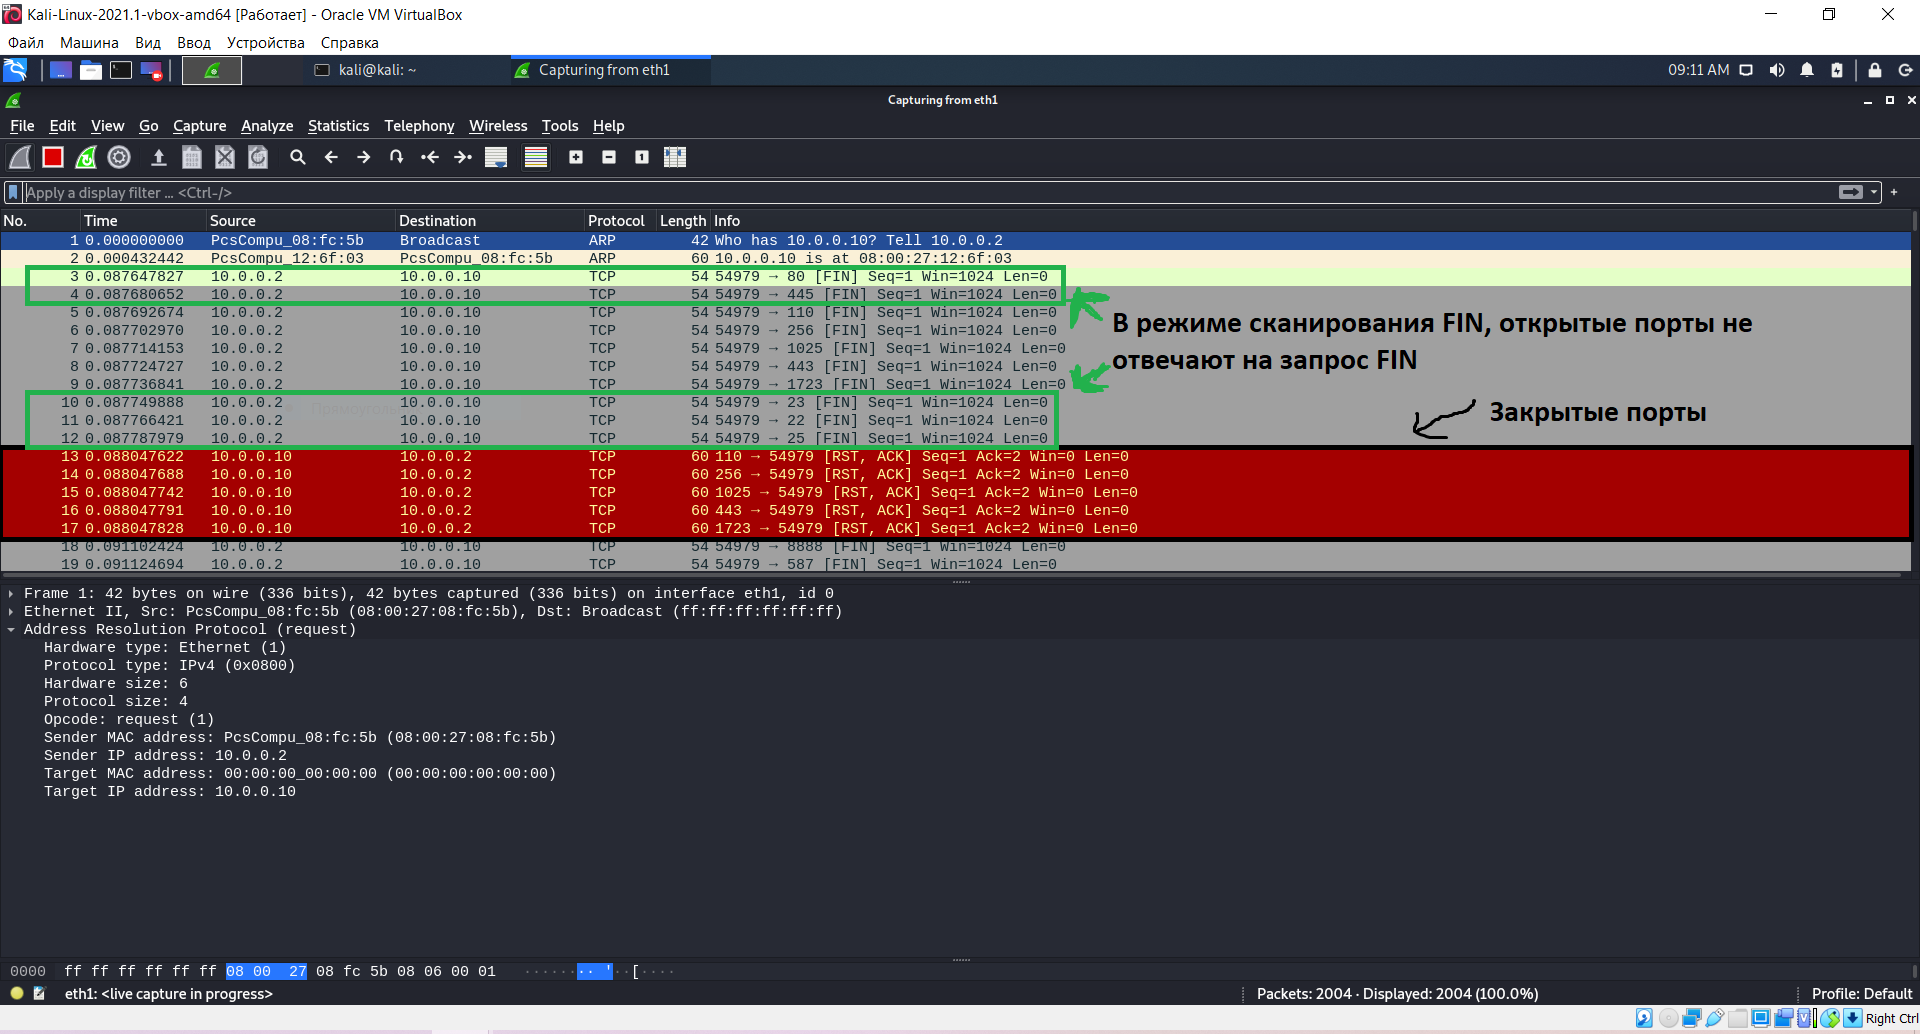 Kali-Linux-2021.1-vbox-amd64 [Работает] - Oracle VM VirtualBox
Файл Машина Вид Ввод Устройства Справка
kali@kali: ~ Capturing from eth1 09:11 AM
Capturing from eth1
File Edit View Go Capture Analyze Statistics Telephony Wireless Tools Help
Apply a display filter ... <Ctrl-/>
No. Time Source Destination Protocol Length Info
1 0.000000000 PcsCompu_08:fc:5b Broadcast ARP 42 Who has 10.0.0.10? Tell 10.0.0.2
2 0.000432442 PcsCompu_12:6f:03 PcsCompu_08:fc:5b ARP 60 10.0.0.10 is at 08:00:27:12:6f:03
3 0.087647827 10.0.0.2 10.0.0.10 TCP 54 54979 → 80 [FIN] Seq=1 Win=1024 Len=0
4 0.087680652 10.0.0.2 10.0.0.10 TCP 54 54979 → 445 [FIN] Seq=1 Win=1024 Len=0
5 0.087692674 10.0.0.2 10.0.0.10 TCP 54 54979 → 110 [FIN] Seq=1 Win=1024 Len=0
6 0.087702970 10.0.0.2 10.0.0.10 TCP 54 54979 → 256 [FIN] Seq=1 Win=1024 Len=0
7 0.087714153 10.0.0.2 10.0.0.10 TCP 54 54979 → 1025 [FIN] Seq=1 Win=1024 Len=0
8 0.087724727 10.0.0.2 10.0.0.10 TCP 54 54979 → 443 [FIN] Seq=1 Win=1024 Len=0
9 0.087736841 10.0.0.2 10.0.0.10 TCP 54 54979 → 1723 [FIN] Seq=1 Win=1024 Len=0
10 0.087749888 10.0.0.2 10.0.0.10 TCP 54 54979 → 23 [FIN] Seq=1 Win=1024 Len=0
11 0.087766421 10.0.0.2 10.0.0.10 TCP 54 54979 → 22 [FIN] Seq=1 Win=1024 Len=0
12 0.087787979 10.0.0.2 10.0.0.10 TCP 54 54979 → 25 [FIN] Seq=1 Win=1024 Len=0
13 0.088047622 10.0.0.10 10.0.0.2 TCP 60 110 → 54979 [RST, ACK] Seq=1 Ack=2 Win=0 Len=0
14 0.088047688 10.0.0.10 10.0.0.2 TCP 60 256 → 54979 [RST, ACK] Seq=1 Ack=2 Win=0 Len=0
15 0.088047742 10.0.0.10 10.0.0.2 TCP 60 1025 → 54979 [RST, ACK] Seq=1 Ack=2 Win=0 Len=0
16 0.088047791 10.0.0.10 10.0.0.2 TCP 60 443 → 54979 [RST, ACK] Seq=1 Ack=2 Win=0 Len=0
17 0.088047828 10.0.0.10 10.0.0.2 TCP 60 1723 → 54979 [RST, ACK] Seq=1 Ack=2 Win=0 Len=0
18 0.091102424 10.0.0.2 10.0.0.10 TCP 54 54979 → 8888 [FIN] Seq=1 Win=1024 Len=0
19 0.091124694 10.0.0.2 10.0.0.10 TCP 54 54979 → 587 [FIN] Seq=1 Win=1024 Len=0
В режиме сканирования FIN, открытые порты не
отвечают на запрос FIN
Закрытые порты
Frame 1: 42 bytes on wire (336 bits), 42 bytes captured (336 bits) on interface eth1, id 0
Ethernet II, Src: PcsCompu_08:fc:5b (08:00:27:08:fc:5b), Dst: Broadcast (ff:ff:ff:ff:ff:ff)
Address Resolution Protocol (request)
Hardware type: Ethernet (1)
Protocol type: IPv4 (0x0800)
Hardware size: 6
Protocol size: 4
Opcode: request (1)
Sender MAC address: PcsCompu_08:fc:5b (08:00:27:08:fc:5b)
Sender IP address: 10.0.0.2
Target MAC address: 00:00:00_00:00:00 (00:00:00:00:00:00)
Target IP address: 10.0.0.10
0000 ff ff ff ff ff ff 08 00 27 08 fc 5b 08 06 00 01 ········'··[····
eth1: <live capture in progress> Packets: 2004 · Displayed: 2004 (100.0%) Profile: Default
Right Ctrl